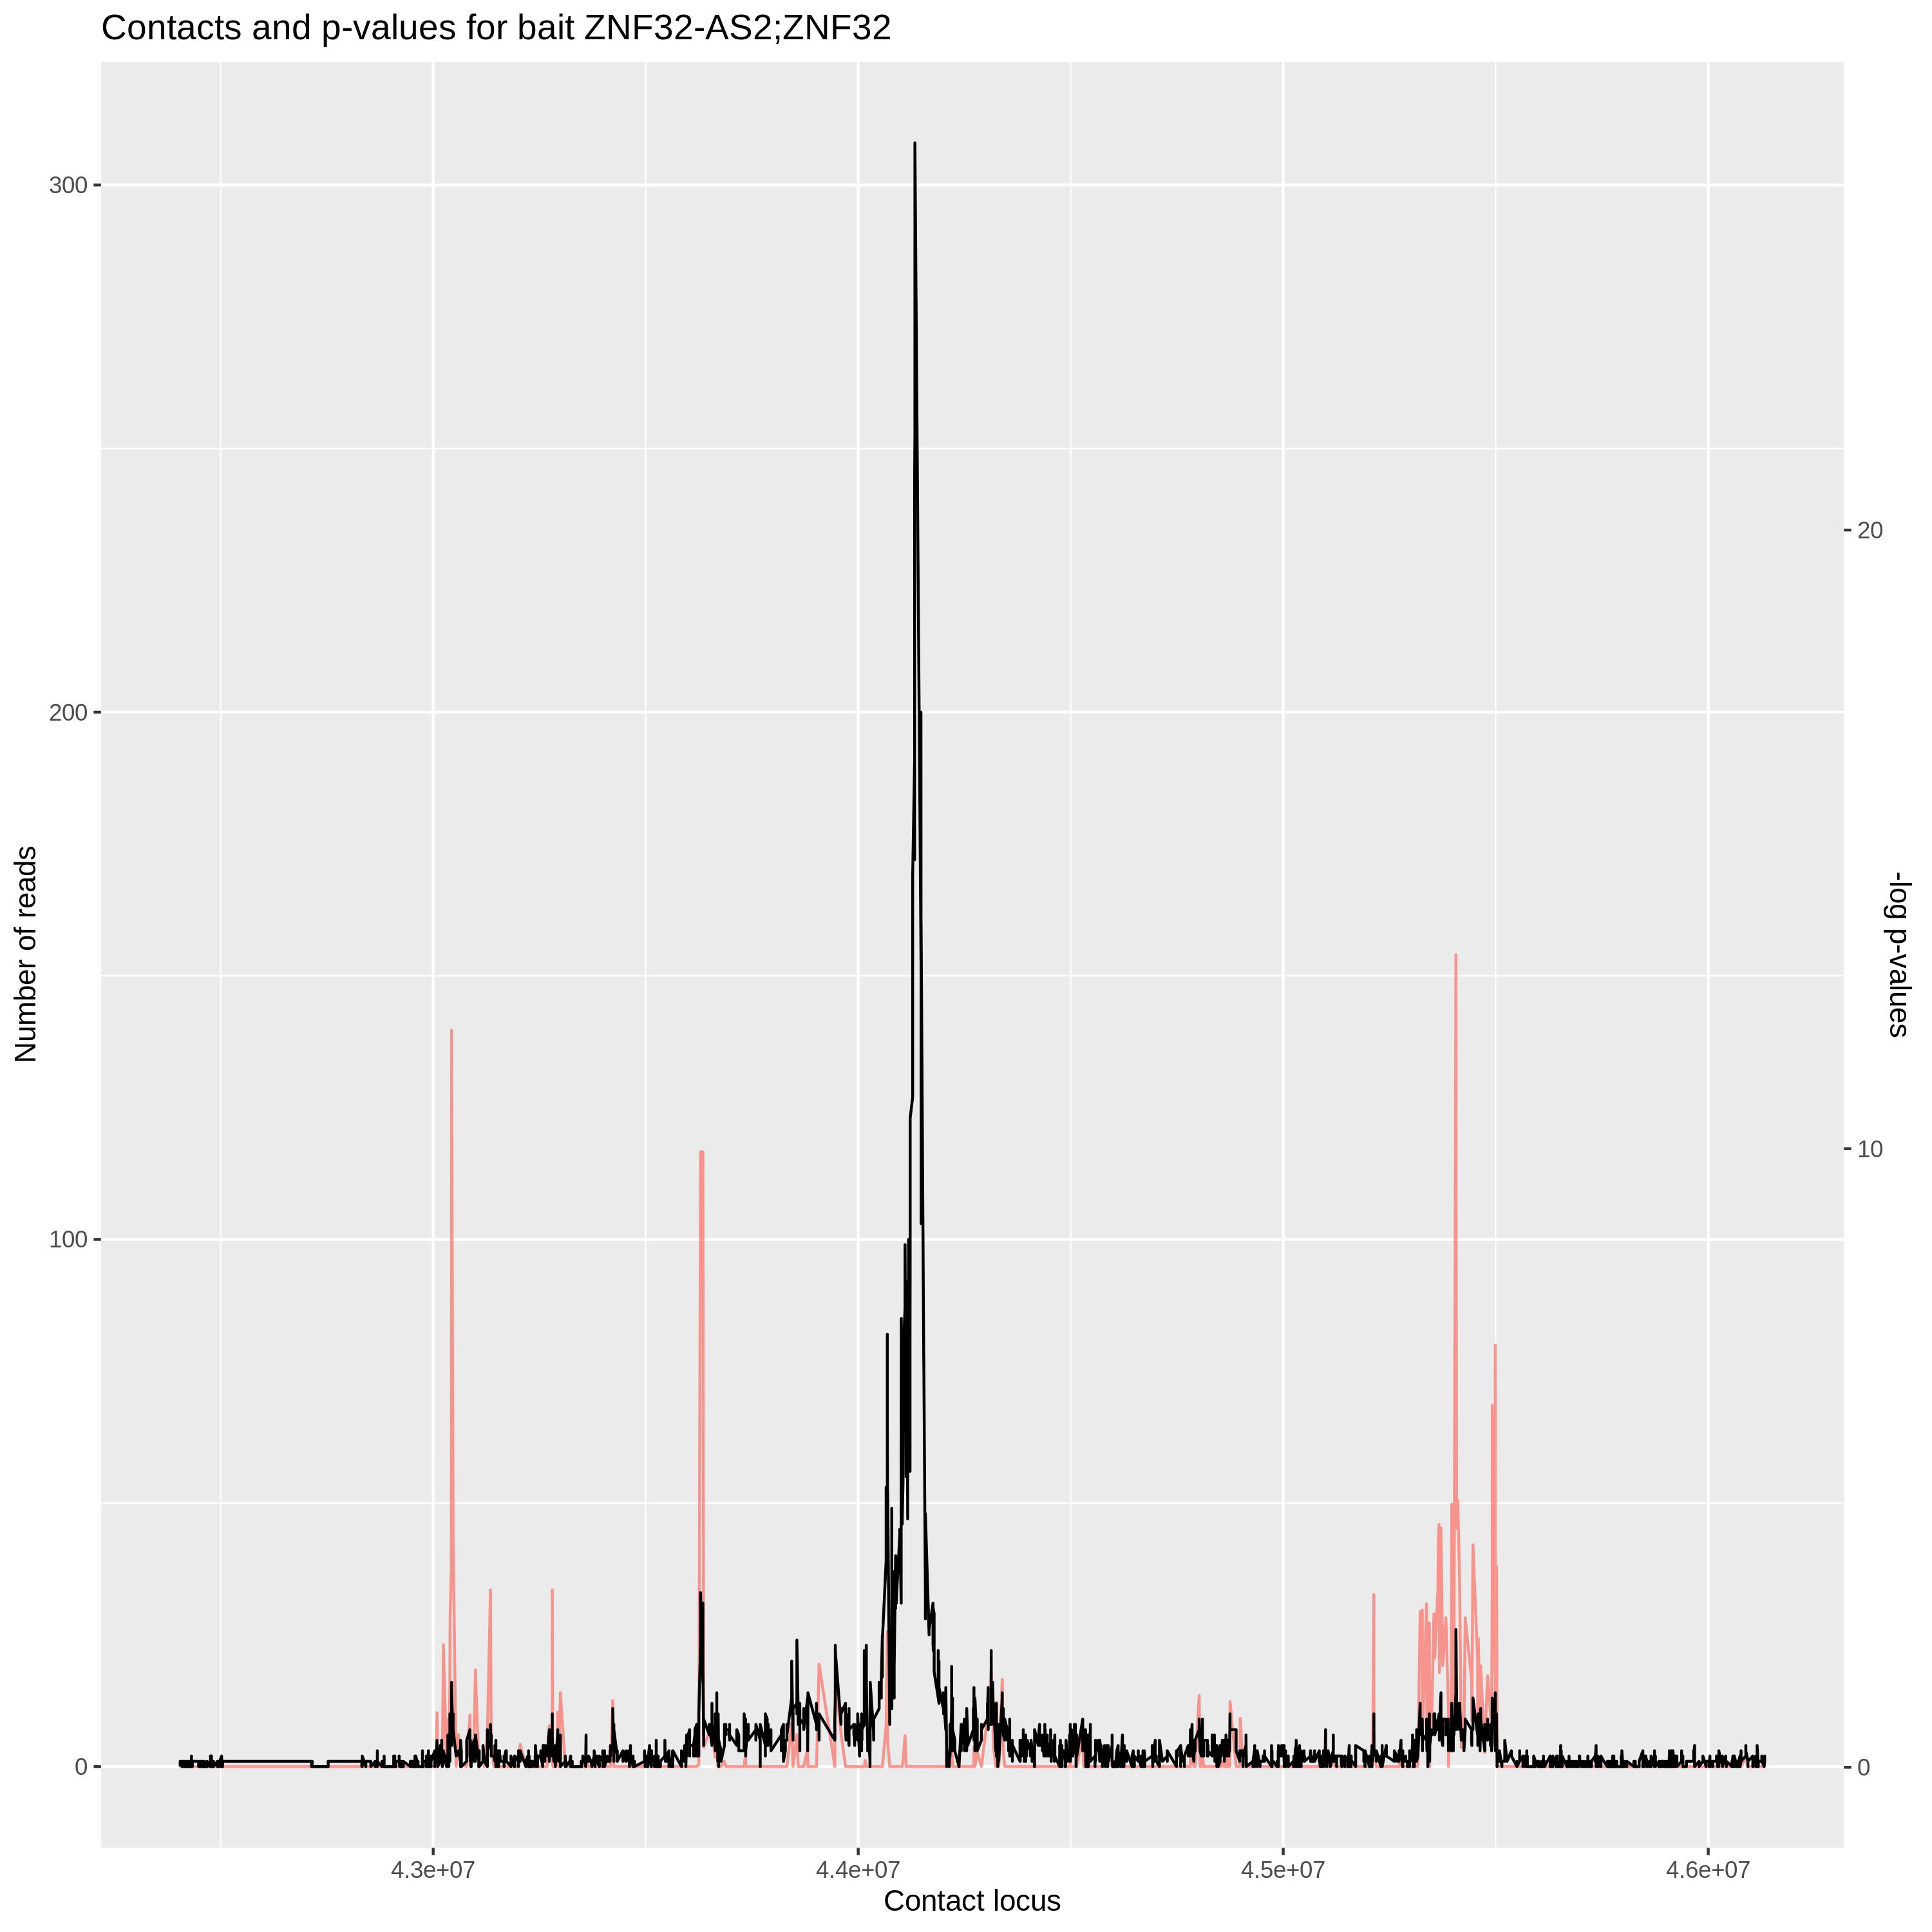 Contacts and p-values for bait ZNF32-AS2;ZNF32
300
200
100
0
Number of reads
20
10
0
-log p-values
4.3e+07
4.4e+07
4.5e+07
4.6e+07
Contact locus